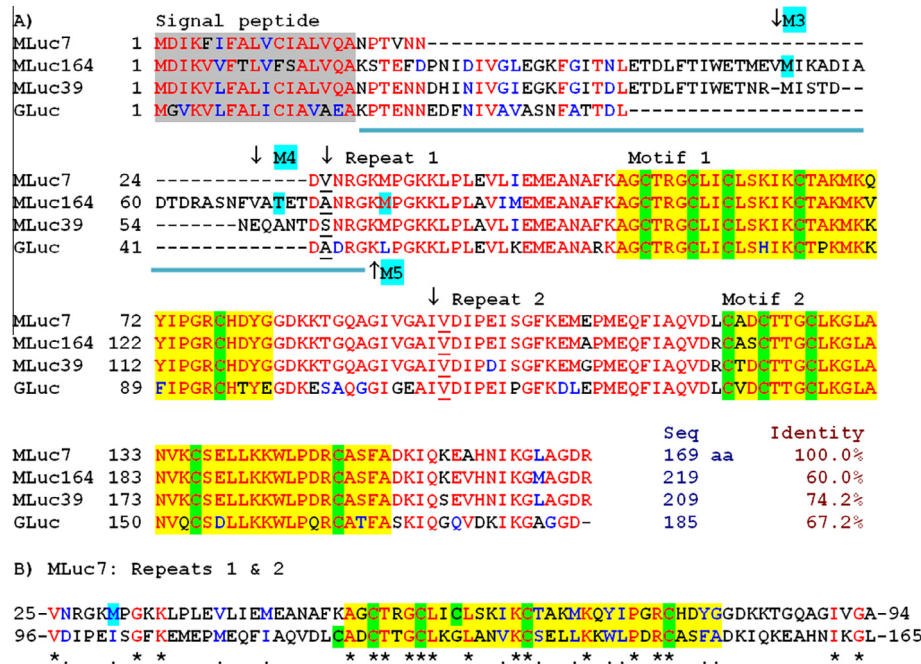 A) Signal peptide ↓M3
MLuc7 1 MDIKFIFALVCIALVQANPTVNN-------------------------------------
MLuc164 1 MDIKVVFTLVFSALVQAKSTEFDPNIDIVGLEGKFGITNLETDLFTIWETMEVMIKADIA
MLuc39 1 MDIKVLFALICIALVQAKPTENNDHINIVGIEGKFGITDLETDLFTIWETNR-MISTD--
GLuc 1 MGVKVLFALICIAVAEAKPTENNEDFNIVAVASNFATTDL--------------------
↓ M4 ↓ Repeat 1 Motif 1
MLuc7 24 -------------DVNRGKMPGKKLPLEVLIEMEANAFKAGCTRGCLICLSKIKCTAKMKQ
MLuc164 60 DTDRASNFVATETDANRGKMPGKKLPLAVIMEMEANAFKAGCTRGCLICLSKIKCTAKMKV
MLuc39 54 -------NEQANTDSNRGKMPGKKLPLEVLIEMEANAFKAGCTRGCLICLSKIKCTAKMKK
GLuc 41 -------------DADRGKLPGKKLPLEVLKEMEANARKAGCTRGCLICLSHIKCTPKMKK
↑M5
↓ Repeat 2 Motif 2
MLuc7 72 YIPGRCHDYGGDKKTGQAGIVGAIVDIPEISGFKEMEPMEQFIAQVDLCADCTTGCLKGLA
MLuc164 122 YIPGRCHDYGGDKKTGQAGIVGAIVDIPEISGFKEMAPMEQFIAQVDRCASCTTGCLKGLA
MLuc39 112 YIPGRCHDYGGDKKTGQAGIVGAIVDIPDISGFKEMGPMEQFIAQVDRCTDCTTGCLKGLA
GLuc 89 FIPGRCHTYEGDKESAQGGIGEAIVDIPEIPGFKDLEPMEQFIAQVDLCVDCTTGCLKGLA
Seq Identity
MLuc7 133 NVKCSELLKKWLPDRCASFADKIQKEAHNIKGLAGDR 169 aa 100.0%
MLuc164 183 NVKCSELLKKWLPDRCASFADKIQKEVHNIKGMAGDR 219 60.0%
MLuc39 173 NVKCSELLKKWLPDRCASFADKIQSEVHNIKGLAGDR 209 74.2%
GLuc 150 NVQCSDLLKKWLPQRCATFASKIQGQVDKIKGAGGD- 185 67.2%
B) MLuc7: Repeats 1 & 2
25-VNRGKMPGKKLPLEVLIEMEANAFKAGCTRGCLICLSKIKCTAKMKQYIPGRCHDYGGDKKTGQAGIVGA-94
96-VDIPEISGFKEMEPMEQFIAQVDLCADCTTGCLKGLANVKCSELLKKWLPDRCASFADKIQKEAHNIKGL-165
*. . * * . . * ** *** * . ** . *.. * ** .. * *